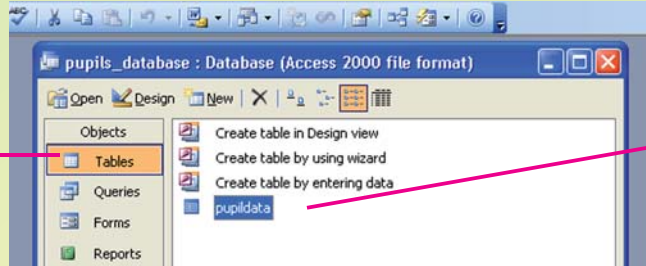 pupils_database : Database (Access 2000 file format)
Open Design New
Objects
Tables
Queries
Forms
Reports
Create table in Design view
Create table by using wizard
Create table by entering data
pupildata